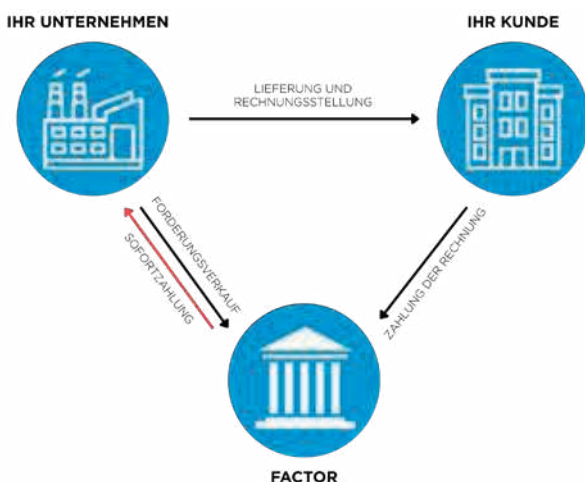 IHR UNTERNEHMEN
IHR KUNDE
LIEFERUNG UND
RECHNUNGSSTELLUNG
FORDERUNGSVERKAUF
SOFORTZAHLUNG
ZAHLUNG DER RECHNUNG
FACTOR